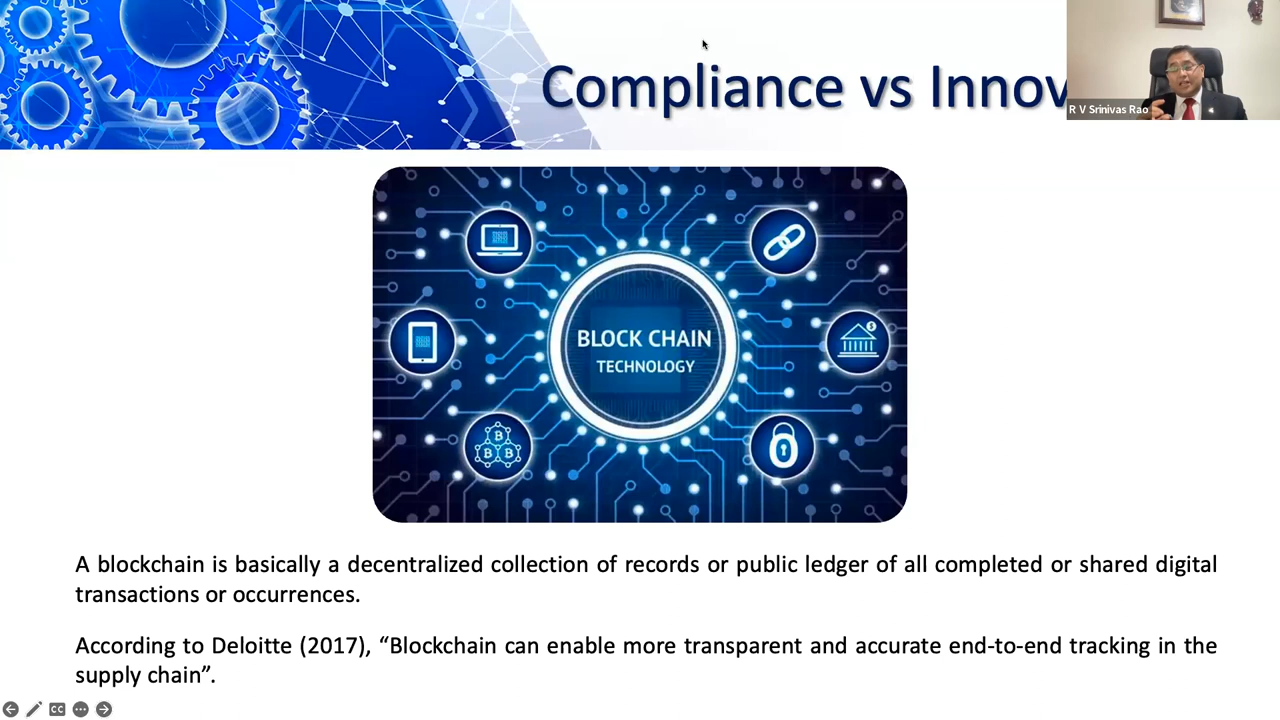 Compliance vs Innov
R V Srinivas Rao
BLOCK CHAIN
TECHNOLOGY
B
B B
A blockchain is basically a decentralized collection of records or public ledger of all completed or shared digital
transactions or occurrences.
According to Deloitte (2017), “Blockchain can enable more transparent and accurate end-to-end tracking in the
supply chain”.
CC